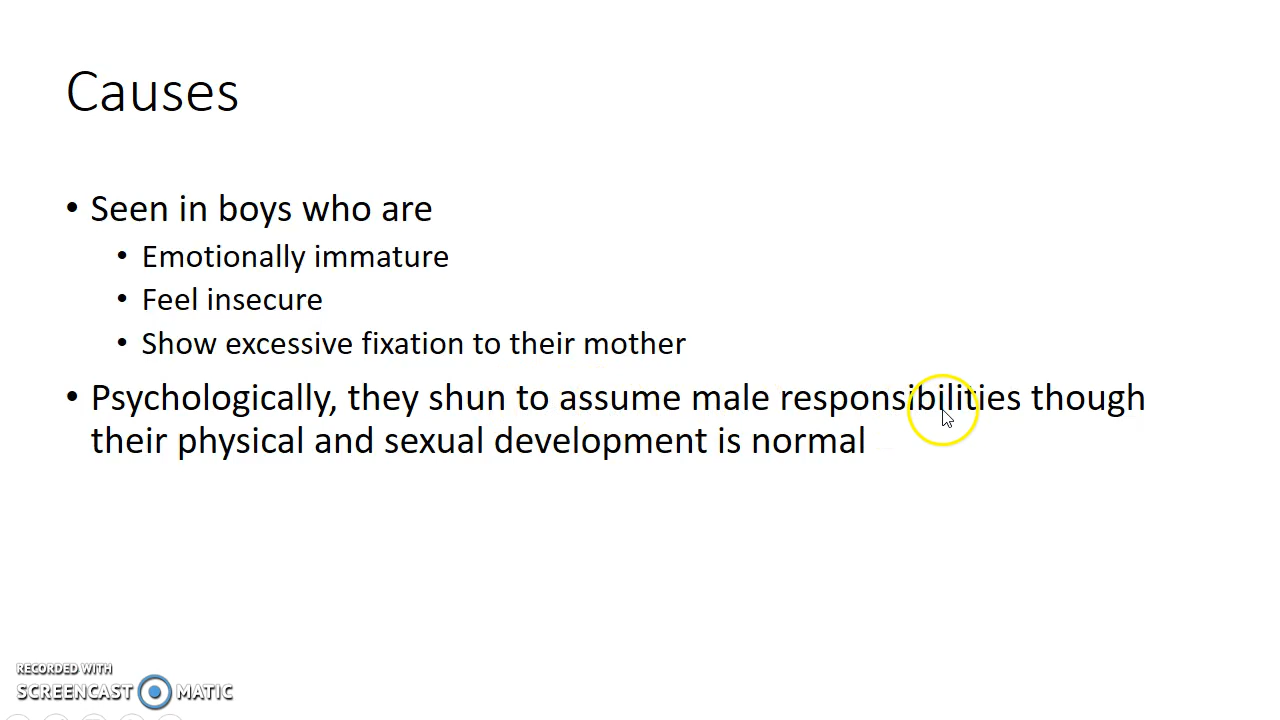 Causes
• Seen in boys who are
• Emotionally immature
• Feel insecure
• Show excessive fixation to their mother
• Psychologically, they shun to assume male responsibilities though
their physical and sexual development is normal
RECORDED WITH
SCREENCAST MATIC